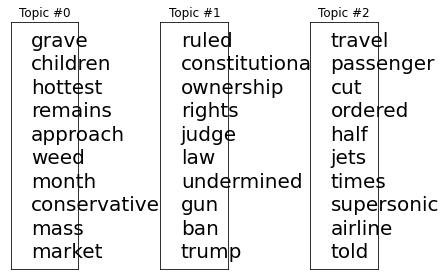 Topic #0
grave
children
hottest
remains
approach
weed
month
conservative
mass
market
Topic #1
ruled
constitutiona
ownership
rights
judge
law
undermined
gun
ban
trump
Topic #2
travel
passenger
cut
ordered
half
jets
times
supersonic
airline
told